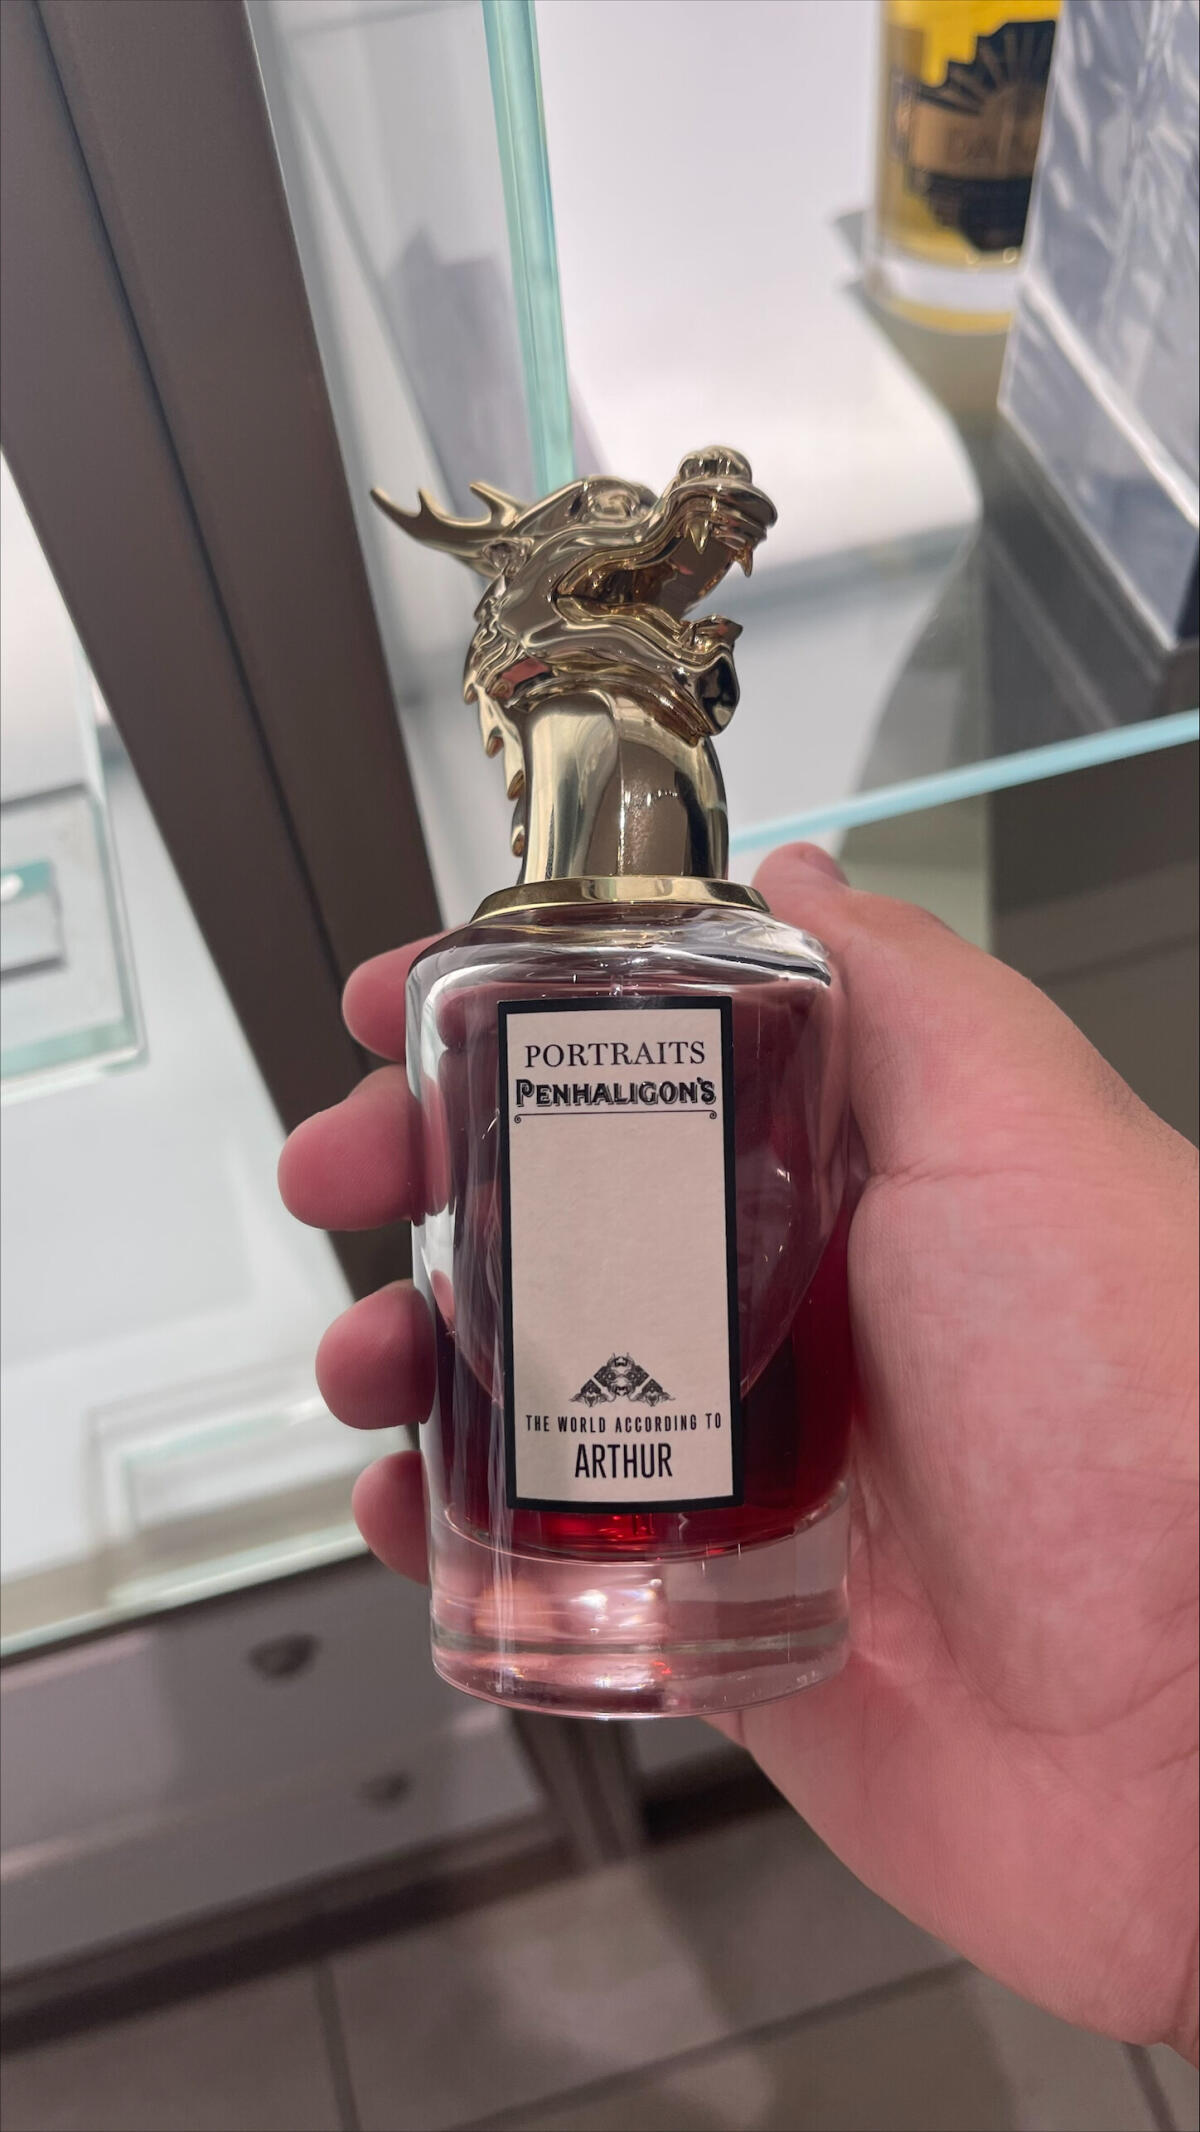 PORTRAITS
PENHALIGON'S
THE WORLD ACCORDING TO
ARTHUR